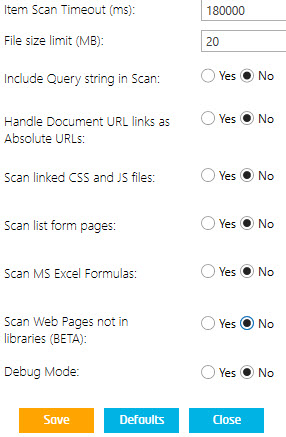 Item Scan Timeout (ms): 180000
File size limit (MB): 20
Include Query string in Scan: Yes No
Handle Document URL links as
Absolute URLs: Yes No
Scan linked CSS and JS files: Yes No
Scan list form pages: Yes No
Scan MS Excel Formulas: Yes No
Scan Web Pages not in
libraries (BETA): Yes No
Debug Mode: Yes No
Save Defaults Close